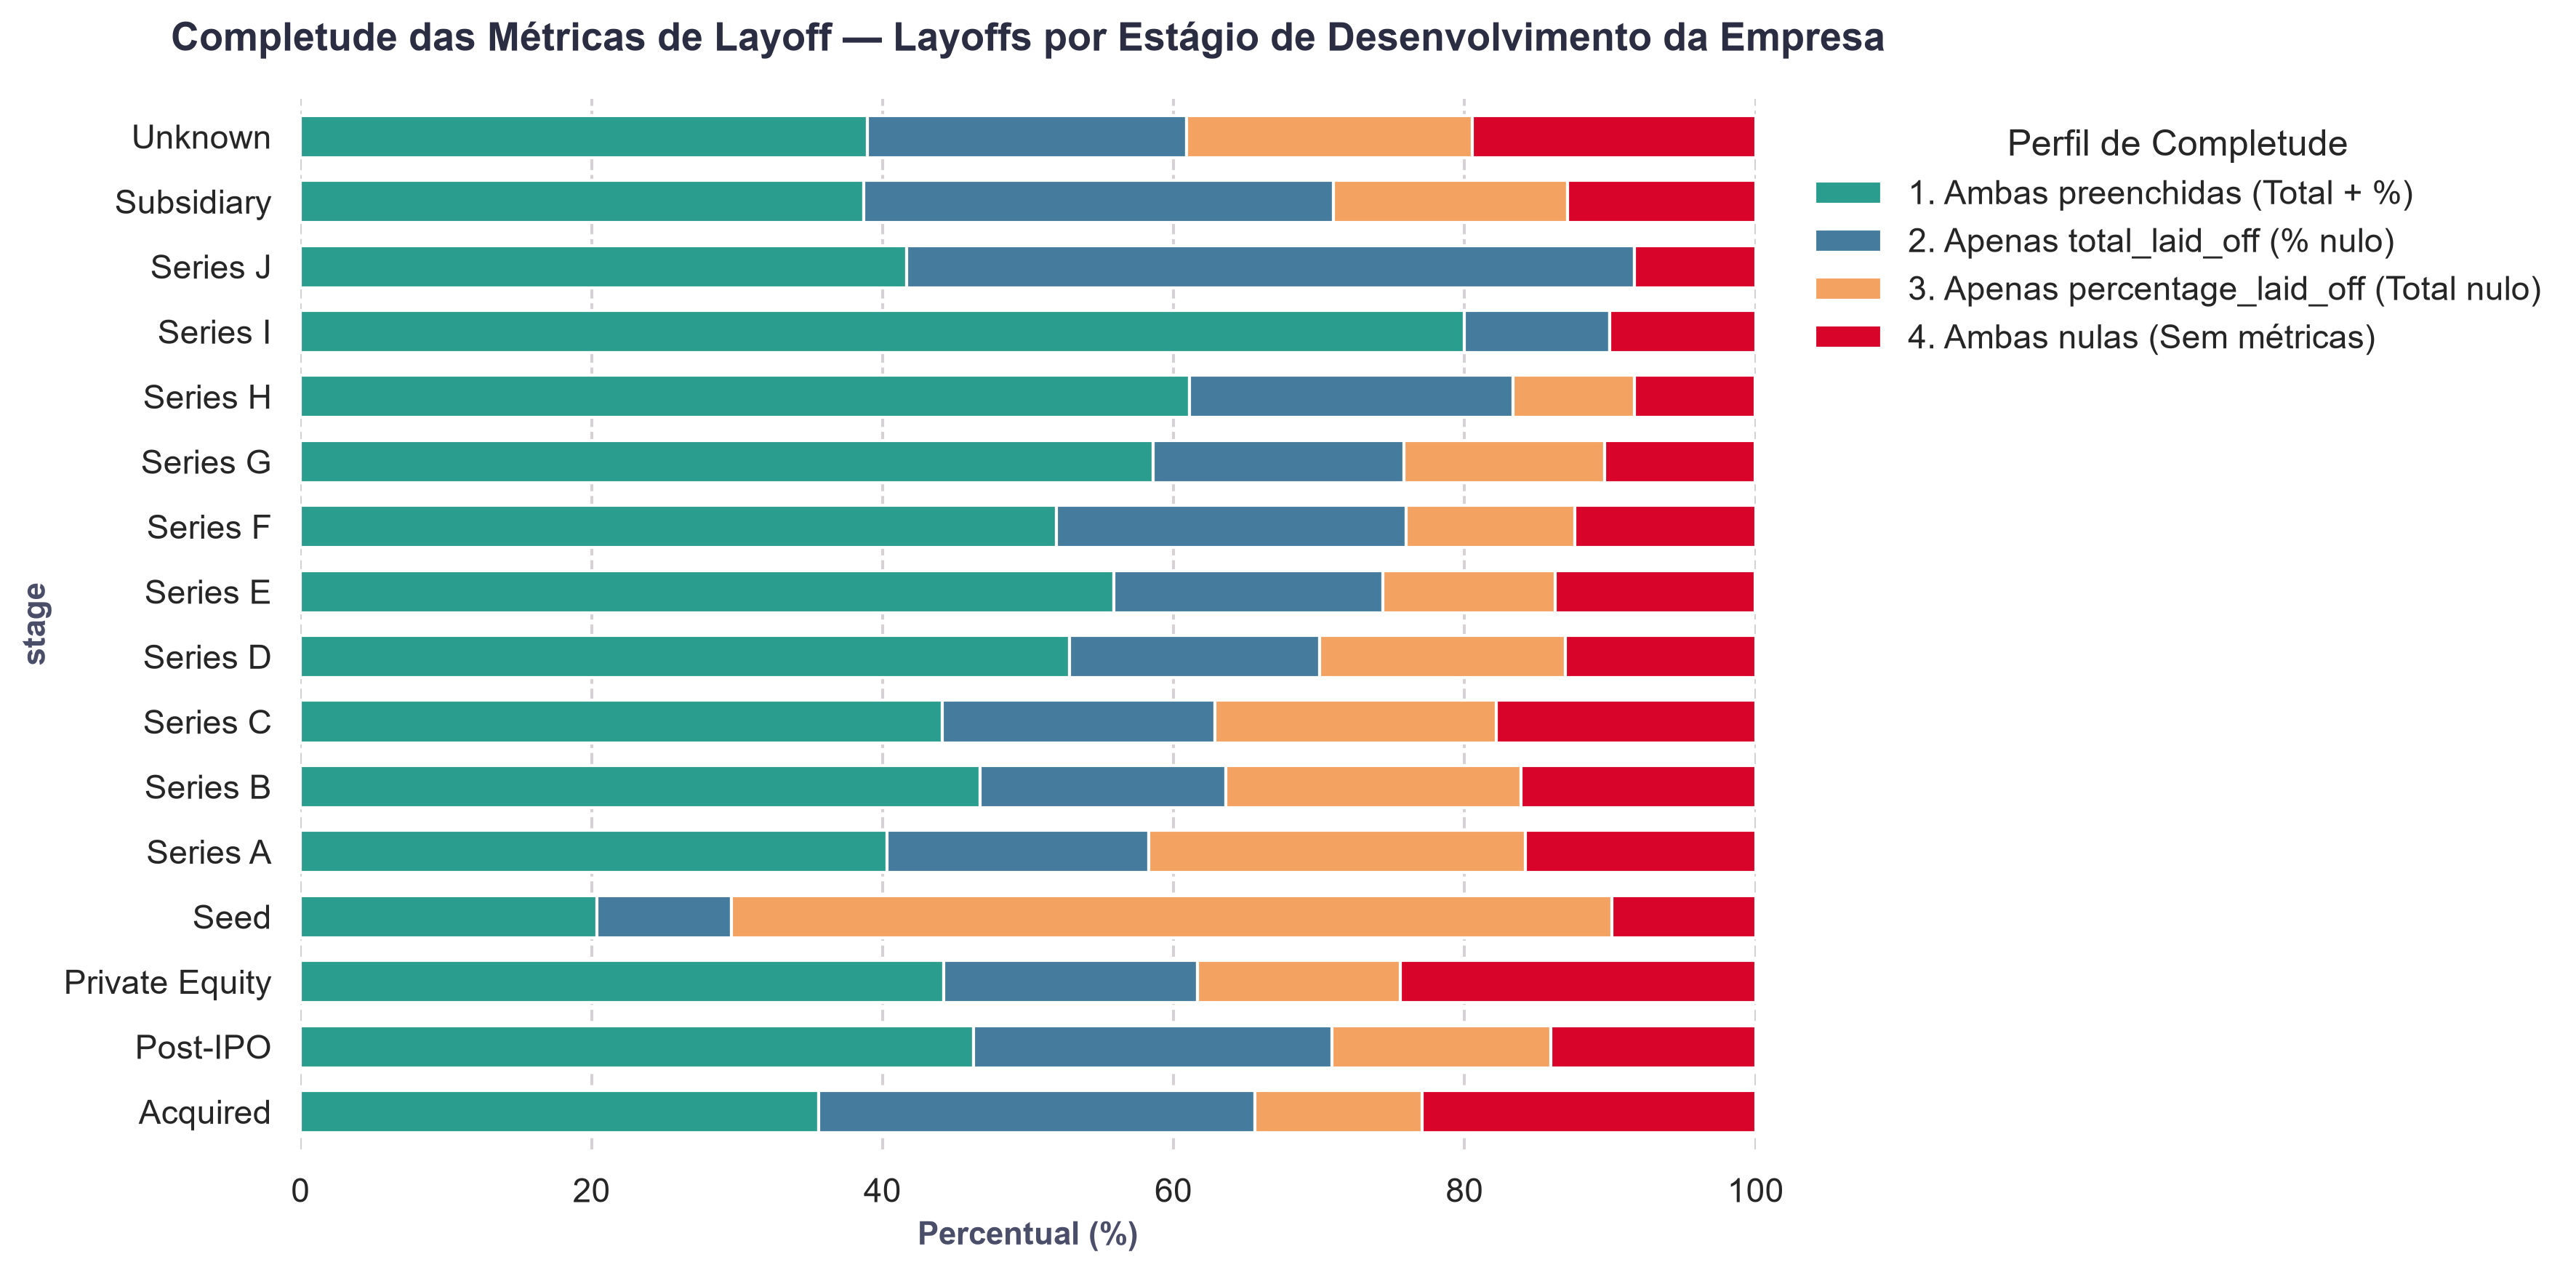 Completude das Métricas de Layoff — Layoffs por Estágio de Desenvolvimento da Empresa
Unknown
Subsidiary
Series J
Series I
Series H
Series G
Series F
Series E
Series D
Series C
Series B
Series A
Seed
Private Equity
Post-IPO
Acquired
stage
0 20 40 60 80 100
Percentual (%)
Perfil de Completude
1. Ambas preenchidas (Total + %)
2. Apenas total_laid_off (% nulo)
3. Apenas percentage_laid_off (Total nulo)
4. Ambas nulas (Sem métricas)